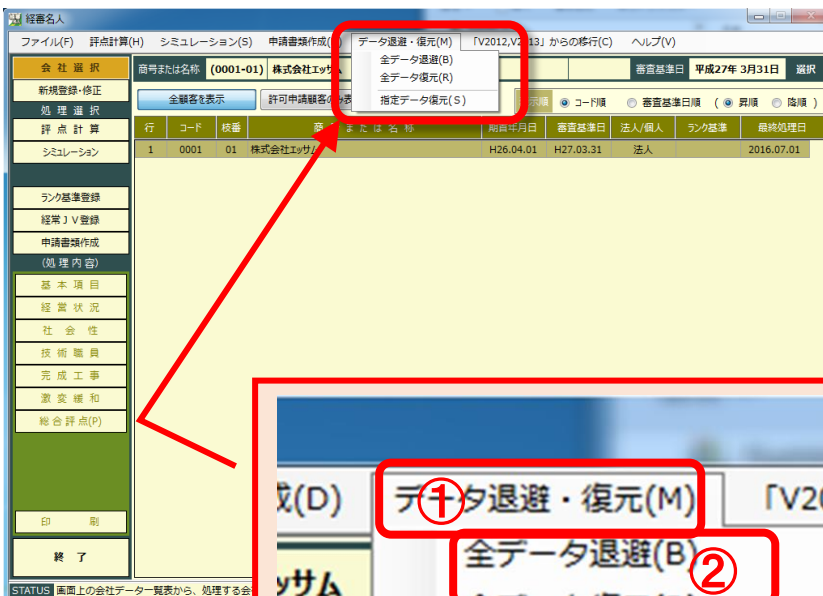 経審名人
ファイル(F) 評点計算(H) シミュレーション(S) 申請書類作成( データ退避・復元(M) 「V2012,V2 13」からの移行(C) ヘルプ(V)
全データ退避(B)
全データ復元(R)
指定データ復元(S)
会社選択
商号または名称 (0001-01) 株式会社エッサム 審査基準日 平成27年 3月31日 選択
新規登録・修正
全顧客を表示 許可申請顧客のみ表 示順 コード順 審査基準日順 ( 昇順 降順 )
処理選択
評点計算
行 コード 枝番 商 または名称 期首年月日 審査基準日 法人/個人 ランク基準 最終処理日
シミュレーション
1 0001 01 株式会社エッサム H26.04.01 H27.03.31 法人 2016.07.01
ランク基準登録
経常JV登録
申請書類作成
(処理内容)
基本項目
経営状況
社会性
技術職員
完成工事
激変緩和
総合評点(P)
印刷
終了
STATUS 画面上の会社データ一覧表から、処理する会
成(D) データ退避・復元(M) 「V20
①
全データ退避(B)
②
ッサム